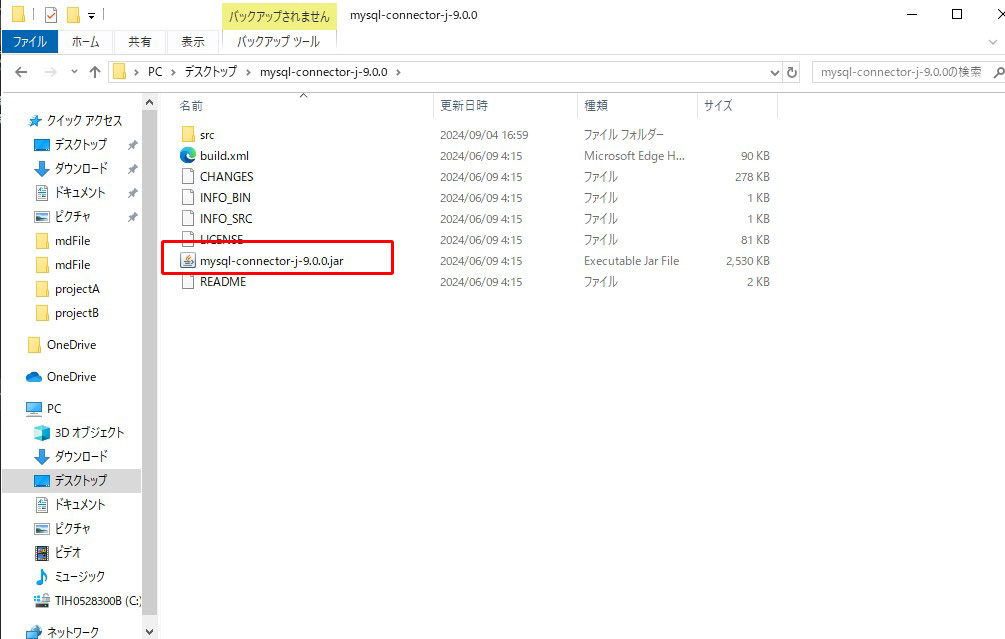 バックアップされません mysql-connector-j-9.0.0
ファイル ホーム 共有 表示 バックアップ ツール
PC デスクトップ mysql-connector-j-9.0.0 mysql-connector-j-9.0.0の検索
名前 更新日時 種類 サイズ
src 2024/09/04 16:59 ファイル フォルダー
build.xml 2024/06/09 4:15 Microsoft Edge H... 90 KB
CHANGES 2024/06/09 4:15 ファイル 278 KB
INFO_BIN 2024/06/09 4:15 ファイル 1 KB
INFO_SRC 2024/06/09 4:15 ファイル 1 KB
LICENSE 2024/06/09 4:15 ファイル 81 KB
mysql-connector-j-9.0.0.jar 2024/06/09 4:15 Executable Jar File 2,530 KB
README 2024/06/09 4:15 ファイル 2 KB
クイック アクセス
デスクトップ
ダウンロード
ドキュメント
ピクチャ
mdFile
mdFile
projectA
projectB
OneDrive
OneDrive
PC
3D オブジェクト
ダウンロード
デスクトップ
ドキュメント
ピクチャ
ビデオ
ミュージック
TIH0528300B (C:)
ネットワーク